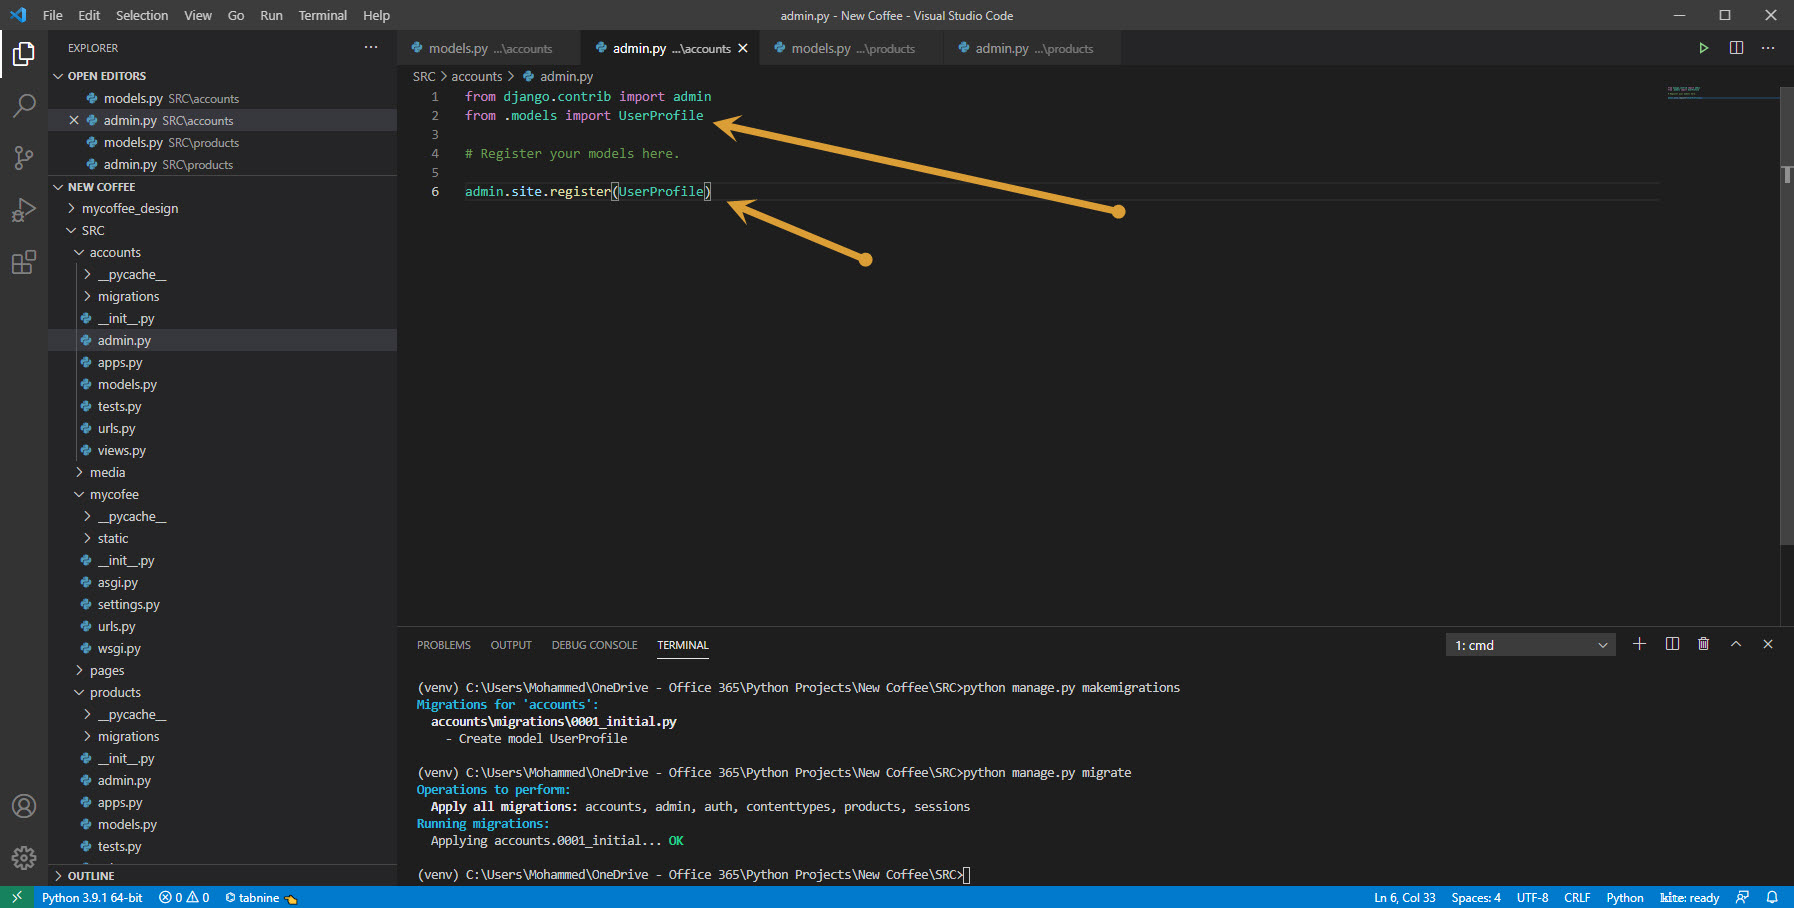 File Edit Selection View Go Run Terminal Help
admin.py - New Coffee - Visual Studio Code
EXPLORER
OPEN EDITORS
models.py SRC\accounts
admin.py SRC\accounts
models.py SRC\products
admin.py SRC\products
NEW COFFEE
mycoffee_design
SRC
accounts
__pycache__
migrations
__init__.py
admin.py
apps.py
models.py
tests.py
urls.py
views.py
media
mycofee
__pycache__
static
__init__.py
asgi.py
settings.py
urls.py
wsgi.py
pages
products
__pycache__
migrations
__init__.py
admin.py
apps.py
models.py
tests.py
OUTLINE
models.py ...\accounts
admin.py ...\accounts
models.py ...\products
admin.py ...\products
SRC > accounts > admin.py
1 from django.contrib import admin
2 from .models import UserProfile
3
4 # Register your models here.
5
6 admin.site.register(UserProfile)
PROBLEMS OUTPUT DEBUG CONSOLE TERMINAL
1: cmd
(venv) C:\Users\Mohammed\OneDrive - Office 365\Python Projects\New Coffee\SRC>python manage.py makemigrations
Migrations for 'accounts':
accounts\migrations\0001_initial.py
- Create model UserProfile
(venv) C:\Users\Mohammed\OneDrive - Office 365\Python Projects\New Coffee\SRC>python manage.py migrate
Operations to perform:
Apply all migrations: accounts, admin, auth, contenttypes, products, sessions
Running migrations:
Applying accounts.0001_initial... OK
(venv) C:\Users\Mohammed\OneDrive - Office 365\Python Projects\New Coffee\SRC>
Python 3.9.1 64-bit 0 0 tabnine
Ln 6, Col 33 Spaces: 4 UTF-8 CRLF Python kite: ready